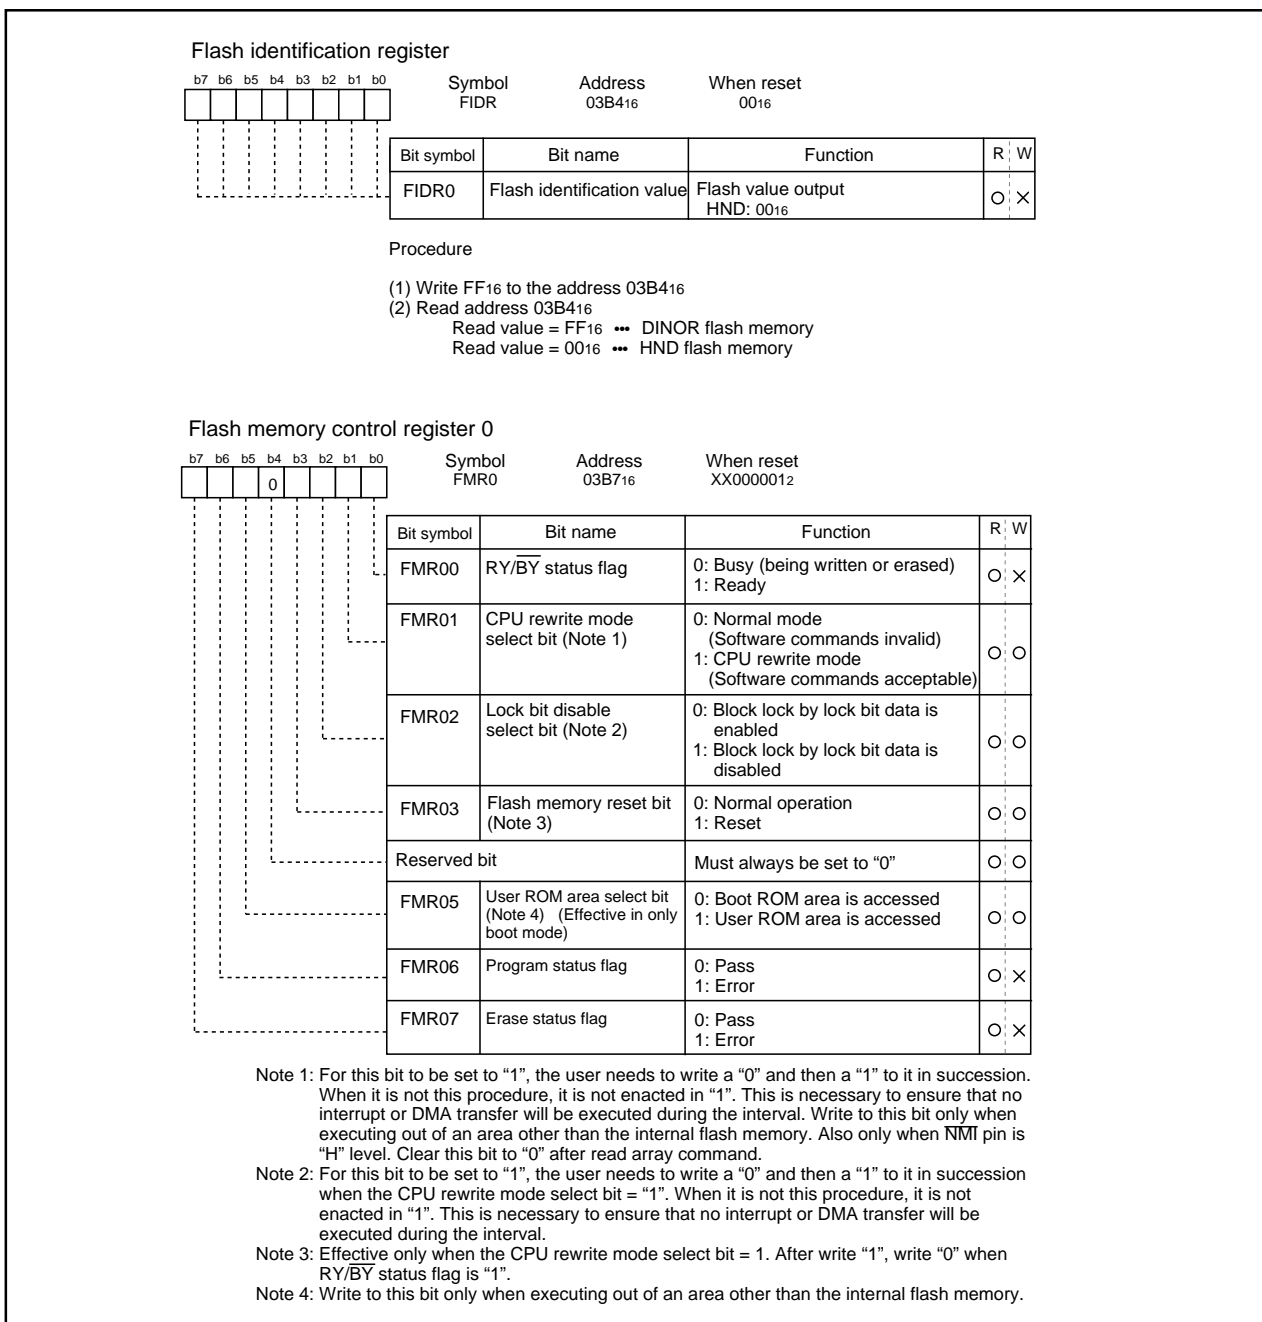 Flash identification register
b7 b6 b5 b4 b3 b2 b1 b0
Symbol Address When reset
FIDR 03B416 0016
Bit symbol Bit name Function R W
FIDR0 Flash identification value Flash value output
HND: 0016
Procedure
(1) Write FF16 to the address 03B416
(2) Read address 03B416
Read value = FF16 ••• DINOR flash memory
Read value = 0016 ••• HND flash memory
Flash memory control register 0
b7 b6 b5 b4 b3 b2 b1 b0
Symbol Address When reset
0 FMR0 03B716 XX0000012
Bit symbol Bit name Function R W
FMR00 RY/BY status flag 0: Busy (being written or erased)
1: Ready
FMR01 CPU rewrite mode 0: Normal mode
select bit (Note 1) (Software commands invalid)
1: CPU rewrite mode
(Software commands acceptable)
FMR02 Lock bit disable 0: Block lock by lock bit data is
select bit (Note 2) enabled
1: Block lock by lock bit data is
disabled
FMR03 Flash memory reset bit 0: Normal operation
(Note 3) 1: Reset
Reserved bit Must always be set to “0”
FMR05 User ROM area select bit 0: Boot ROM area is accessed
(Note 4) (Effective in only 1: User ROM area is accessed
boot mode)
FMR06 Program status flag 0: Pass
1: Error
FMR07 Erase status flag 0: Pass
1: Error
Note 1: For this bit to be set to “1”, the user needs to write a “0” and then a “1” to it in succession.
When it is not this procedure, it is not enacted in “1”. This is necessary to ensure that no
interrupt or DMA transfer will be executed during the interval. Write to this bit only when
executing out of an area other than the internal flash memory. Also only when NMI pin is
“H” level. Clear this bit to “0” after read array command.
Note 2: For this bit to be set to “1”, the user needs to write a “0” and then a “1” to it in succession
when the CPU rewrite mode select bit = “1”. When it is not this procedure, it is not
enacted in “1”. This is necessary to ensure that no interrupt or DMA transfer will be
executed during the interval.
Note 3: Effective only when the CPU rewrite mode select bit = 1. After write “1”, write “0” when
RY/BY status flag is “1”.
Note 4: Write to this bit only when executing out of an area other than the internal flash memory.